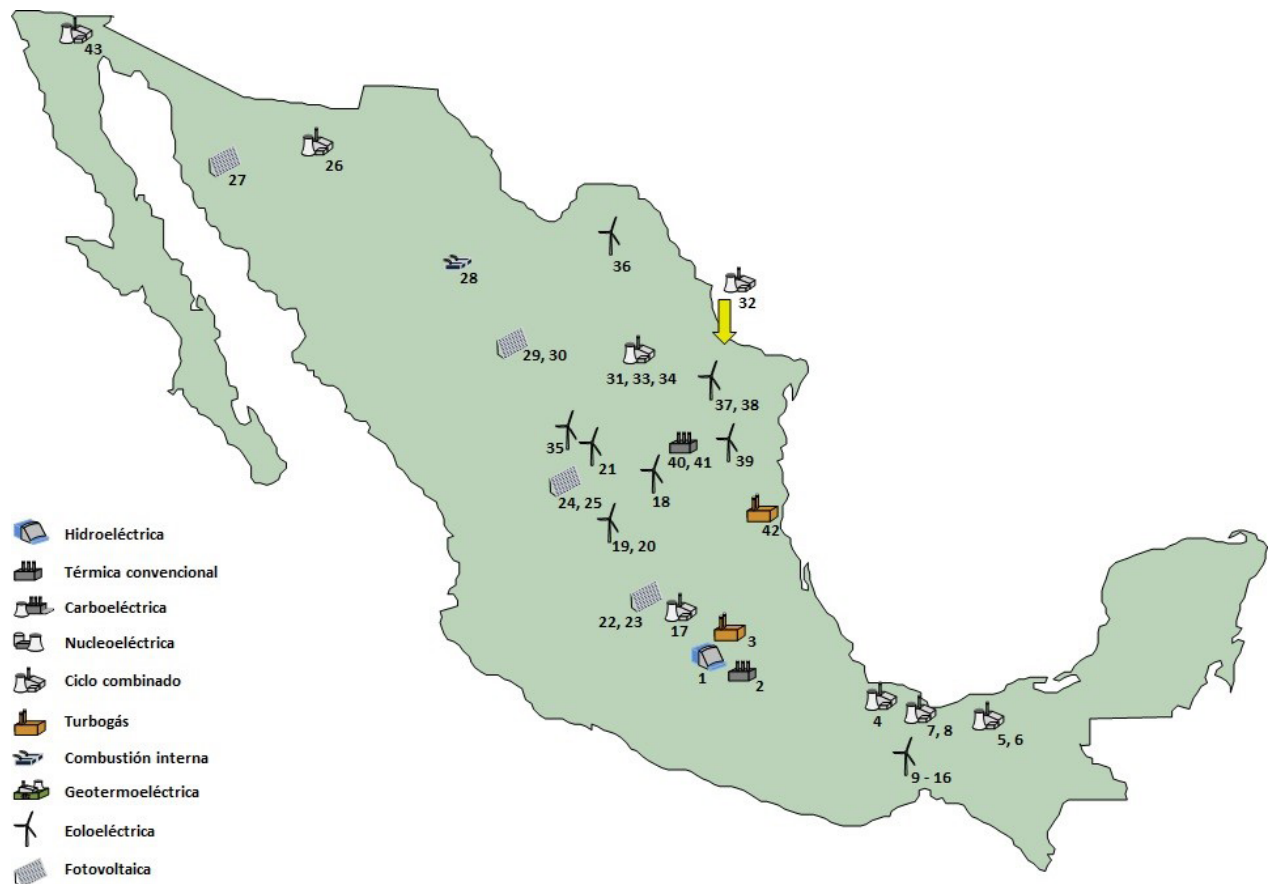 43
26
27
36
28
32
29, 30
31, 33, 34
37, 38
35
21
40, 41
39
18
24, 25
42
19, 20
22, 23
17
3
1
2
4
7, 8
5, 6
9 - 16
Hidroeléctrica
Térmica convencional
Carboeléctrica
Nucleoeléctrica
Ciclo combinado
Turbogás
Combustión interna
Geotermoeléctrica
Eoloeléctrica
Fotovoltaica